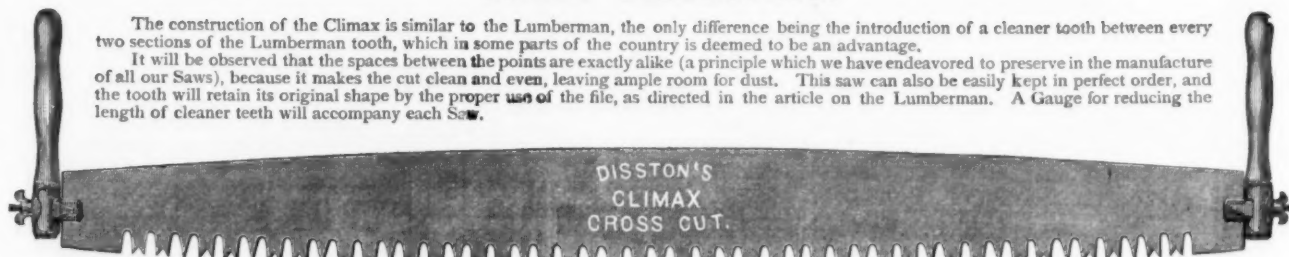 The construction of the Climax is similar to the Lumberman, the only difference being the introduction of a cleaner tooth between every
two sections of the Lumberman tooth, which in some parts of the country is deemed to be an advantage.
It will be observed that the spaces between the points are exactly alike (a principle which we have endeavored to preserve in the manufacture
of all our Saws), because it makes the cut clean and even, leaving ample room for dust. This saw can also be easily kept in perfect order, and
the tooth will retain its original shape by the proper use of the file, as directed in the article on the Lumberman. A Gauge for reducing the
length of cleaner teeth will accompany each Saw.
DISSTON'S
CLIMAX
CROSS CUT.